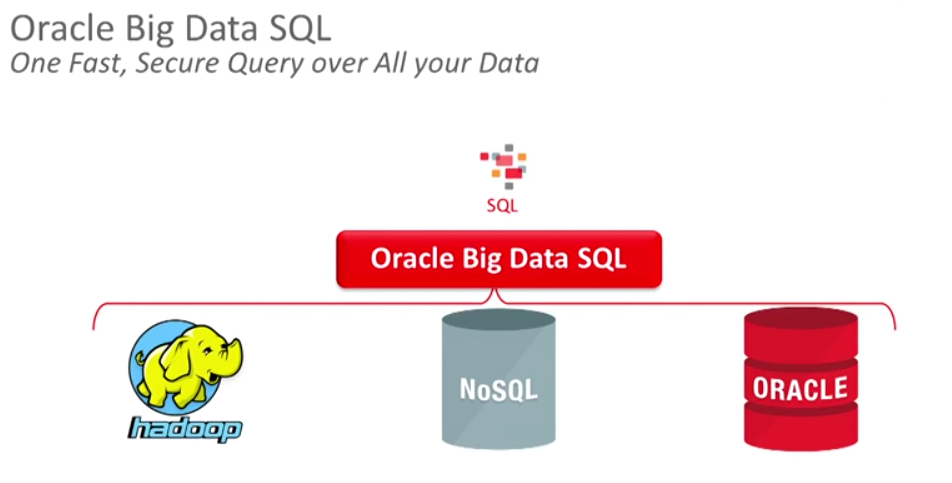 Oracle Big Data SQL
One Fast, Secure Query over All your Data
SQL
Oracle Big Data SQL
hadoop
NoSQL
ORACLE